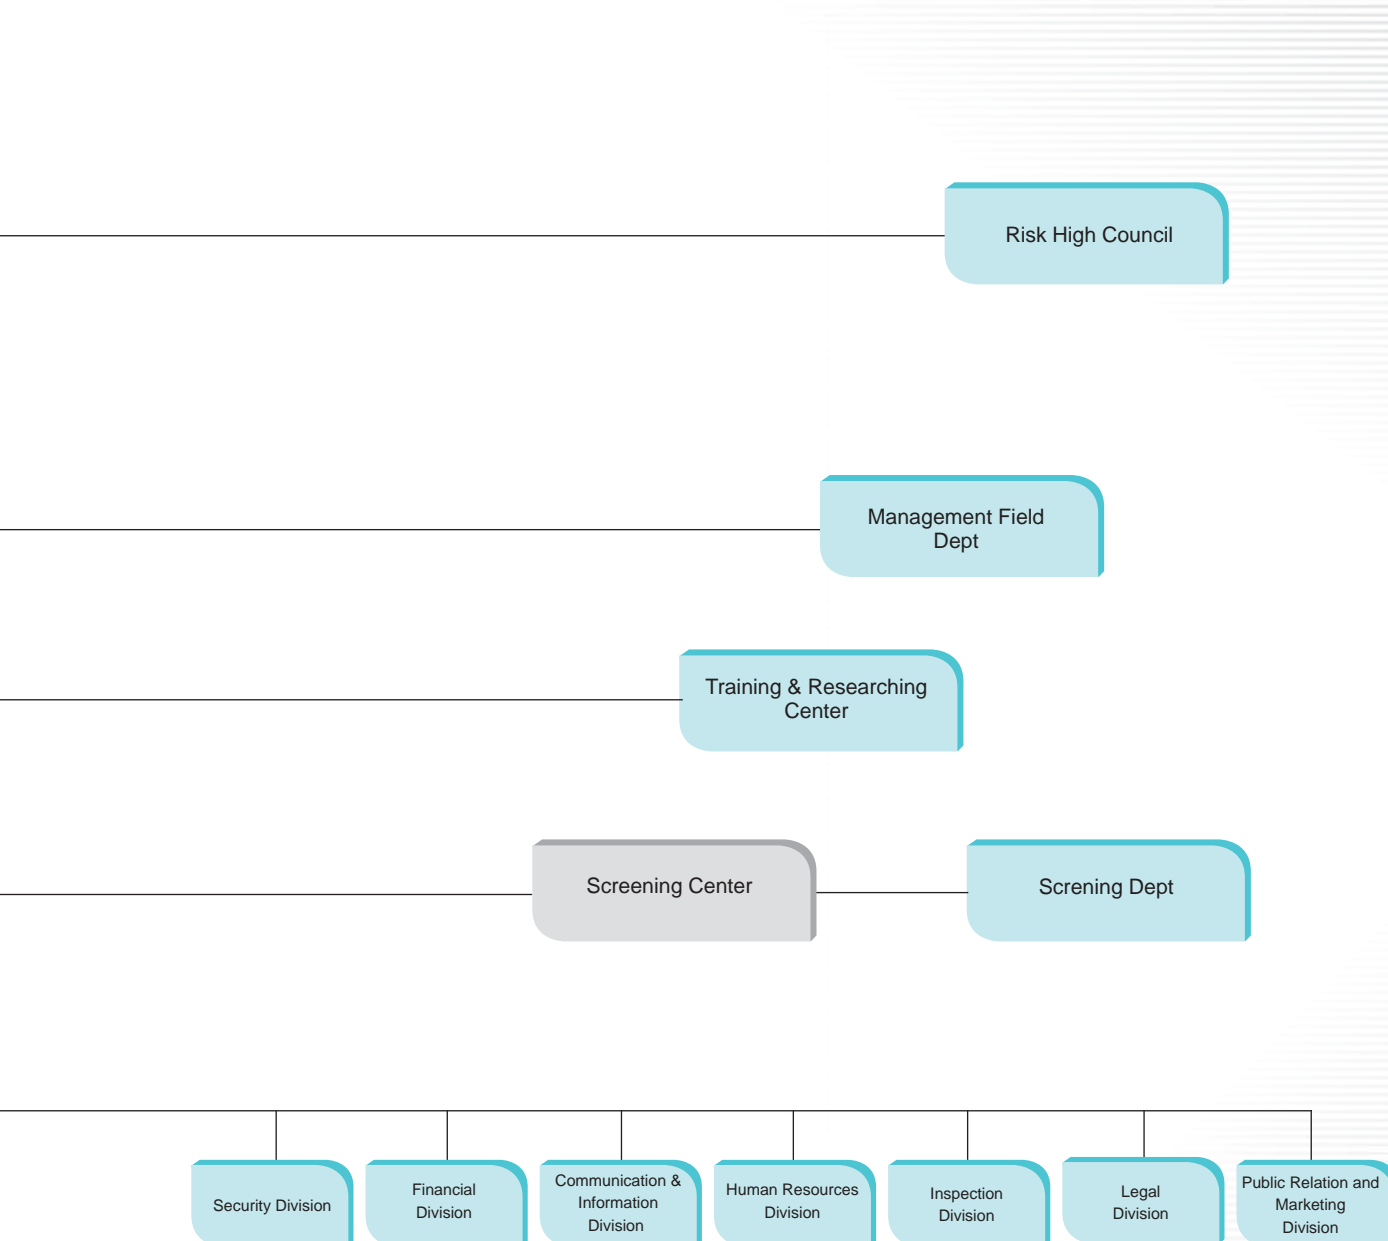 Risk High Council
Management Field
Dept
Training & Researching
Center
Screening Center
Screning Dept
Security Division
Financial
Division
Communication &
Information
Division
Human Resources
Division
Inspection
Division
Legal
Division
Public Relation and
Marketing
Division